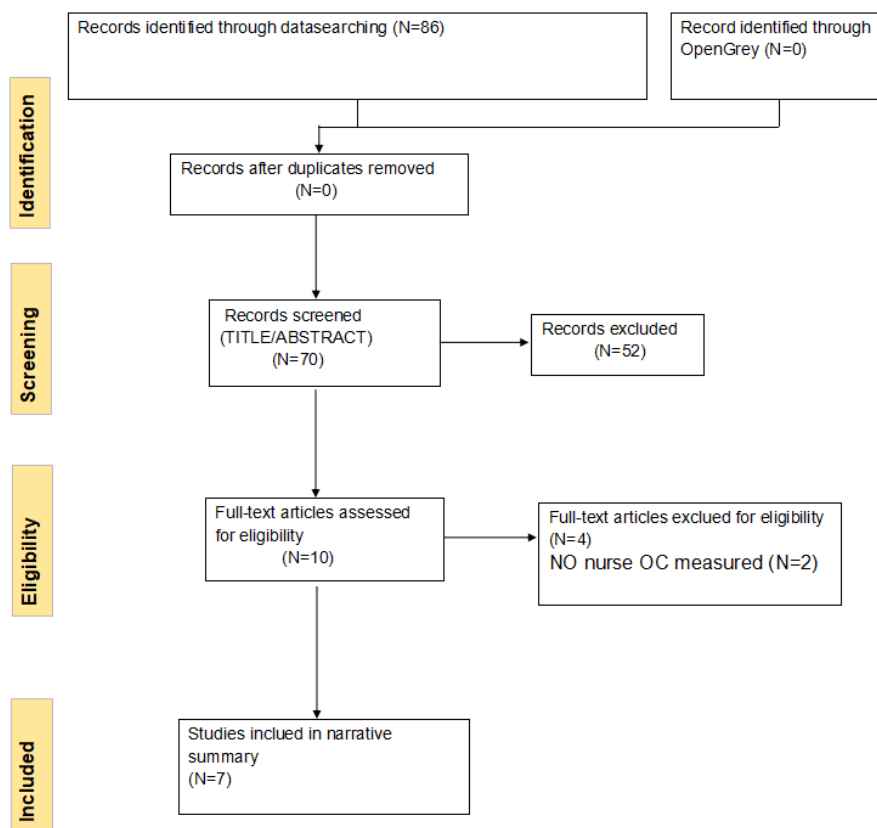 Records identified through datasearching (N=86)
Record identified through
OpenGrey (N=0)
Identification
Records after duplicates removed
(N=0)
Screening
Records screened
(TITLE/ABSTRACT)
(N=70)
Records excluded
(N=52)
Eligibility
Full-text articles assessed
for eligibility
(N=10)
Full-text articles exclued for eligibility
(N=4)
NO nurse OC measured (N=2)
Included
Studies included in narrative
summary
(N=7)